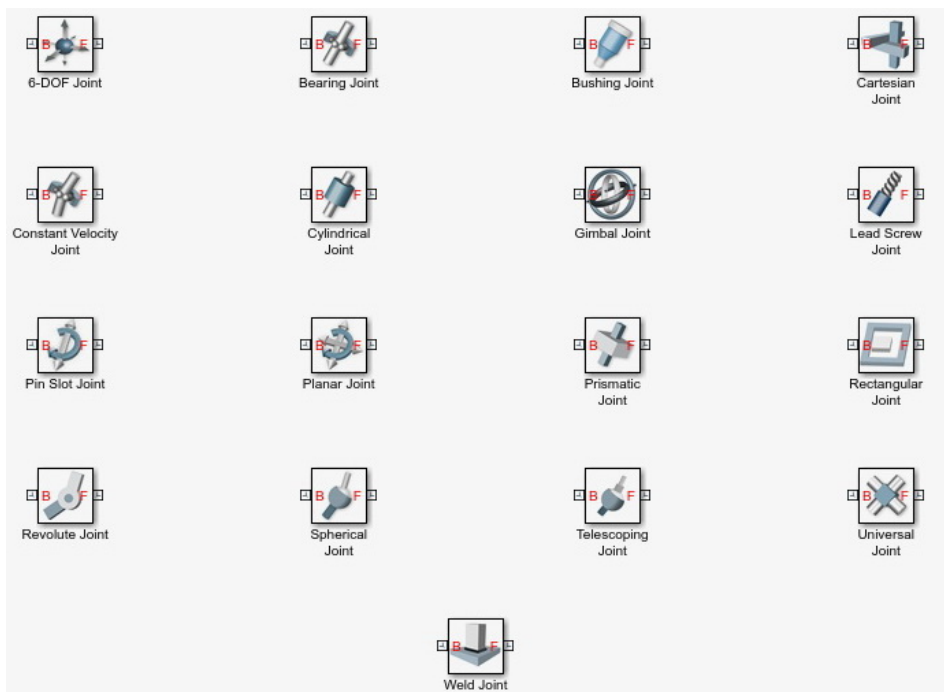 B F B F B F B F
6-DOF Joint Bearing Joint Bushing Joint Cartesian
Joint
B F B F B F B F
Constant Velocity Cylindrical Gimbal Joint Lead Screw
Joint Joint Joint
B F B F B F B F
Pin Slot Joint Planar Joint Prismatic Rectangular
Joint Joint
B F B F B F B F
Revolute Joint Spherical Telescoping Universal
Joint Joint Joint
B F
Weld Joint